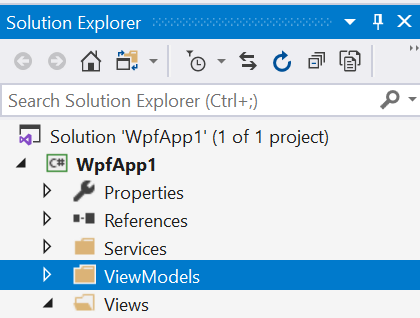 Solution Explorer
Search Solution Explorer (Ctrl+;)
Solution 'WpfApp1' (1 of 1 project)
C# WpfApp1
Properties
References
Services
ViewModels
Views